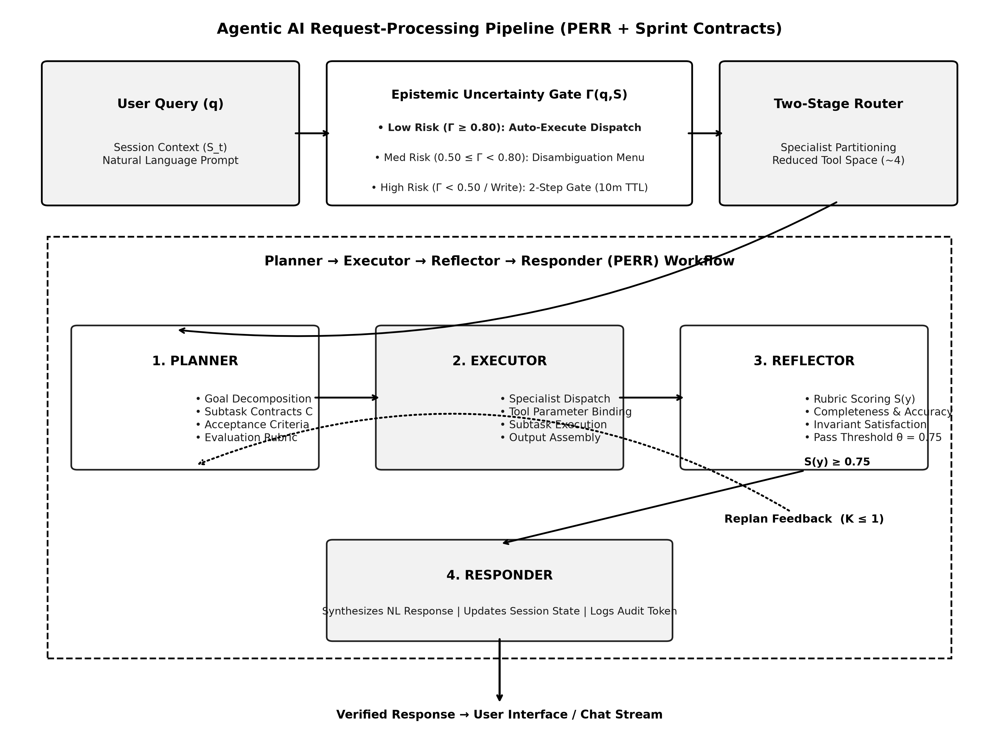 Agentic AI Request-Processing Pipeline (PERR + Sprint Contracts)
User Query (q)
Session Context (S_t)
Natural Language Prompt
Epistemic Uncertainty Gate Γ(q,S)
• Low Risk (Γ ≥ 0.80): Auto-Execute Dispatch
• Med Risk (0.50 ≤ Γ < 0.80): Disambiguation Menu
• High Risk (Γ < 0.50 / Write): 2-Step Gate (10m TTL)
Two-Stage Router
Specialist Partitioning
Reduced Tool Space (~4)
Planner → Executor → Reflector → Responder (PERR) Workflow
1. PLANNER
• Goal Decomposition
• Subtask Contracts C
• Acceptance Criteria
• Evaluation Rubric
2. EXECUTOR
• Specialist Dispatch
• Tool Parameter Binding
• Subtask Execution
• Output Assembly
3. REFLECTOR
• Rubric Scoring S(y)
• Completeness & Accuracy
• Invariant Satisfaction
• Pass Threshold θ = 0.75
S(y) ≥ 0.75
Replan Feedback (K ≤ 1)
4. RESPONDER
Synthesizes NL Response | Updates Session State | Logs Audit Token
Verified Response → User Interface / Chat Stream